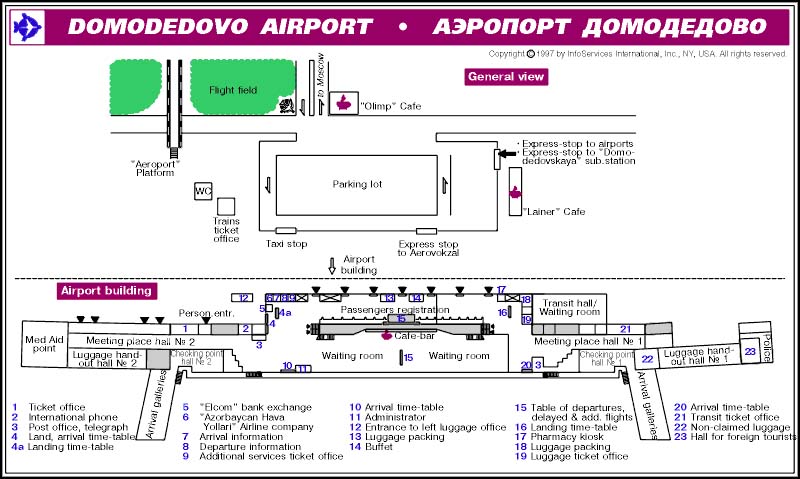 DOMODEDOVO AIRPORT • АЭРОПОРТ ДОМОДЕДОВО
Copyright © 1997 by InfoServices International, Inc., NY, USA. All rights reserved.
General view
Flight field
to Moscow
"Olimp" Cafe
"Aeroport"
Platform
WC
Trains
ticket
office
Parking lot
Taxi stop
Express stop
to Aerovokzal
· Express-stop to airports
· Express-stop to "Domo-
dedovskaya" sub.station
"Lainer" Cafe
Airport
building
Airport building
Person.entr.
Passengers registration
Transit hall/
Waiting room
Med Aid
point
Meeting place hall № 2
Luggage hand-
out hall № 2
Checking point
hall № 2
Cafe-bar
Waiting room
Waiting room
Meeting place hall № 1
Checking point
hall № 1
Luggage hand-
out hall № 1
Police
Arrival galleries
Arrival galleries
12
6
7
8
9
5
4a
4
1
2
3
13
14
15
15
17
16
18
19
10
11
20
3
21
22
23
1 Ticket office
2 International phone
3 Post office, telegraph
4 Land, arrival time-table
4a Landing time-table
5 "Elcom" bank exchange
6 "Azorbaycan Hava
Yollari" Airline company
7 Arrival information
8 Departure information
9 Additional services ticket office
10 Arrival time-table
11 Administrator
12 Entrance to left luggage office
13 Luggage packing
14 Buffet
15 Table of departures,
delayed & add. flights
16 Landing time-table
17 Pharmacy kiosk
18 Luggage packing
19 Luggage ticket office
20 Arrival time-table
21 Transit ticket office
22 Non-claimed luggage
23 Hall for foreign tourists